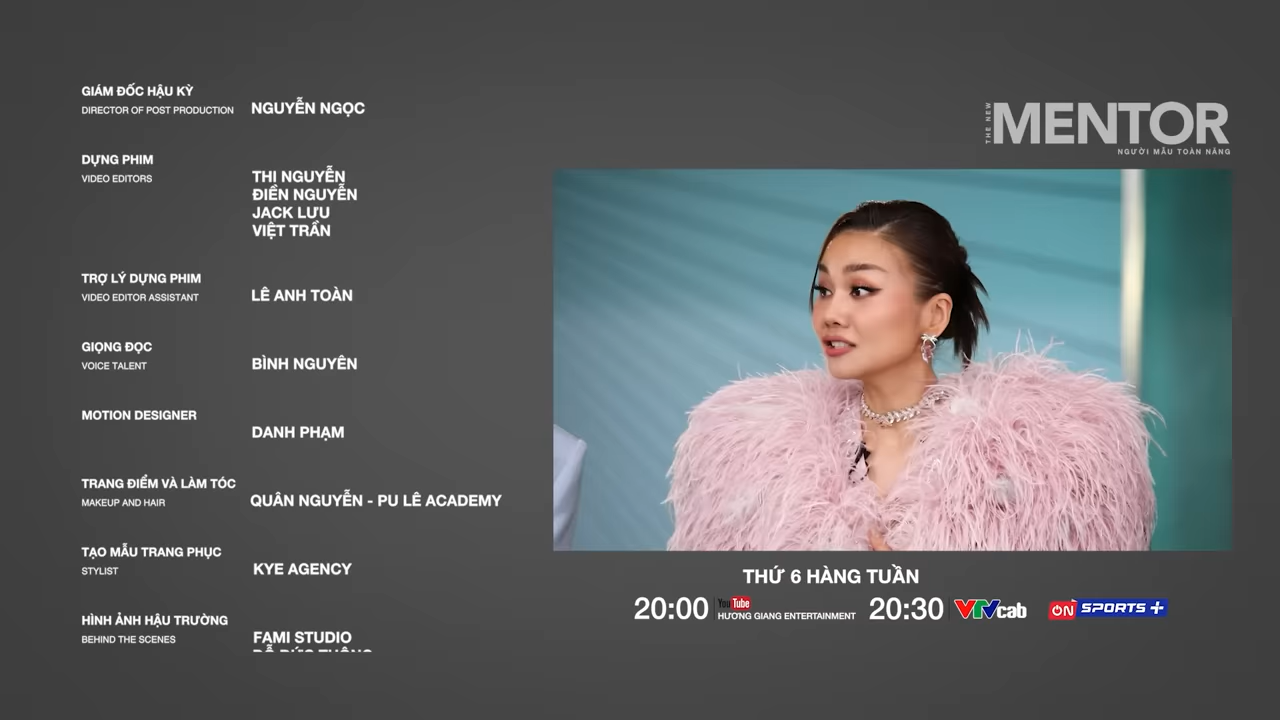 GIÁM ĐỐC HẬU KỲ
DIRECTOR OF POST PRODUCTION
NGUYỄN NGỌC
DỰNG PHIM
VIDEO EDITORS
THI NGUYỄN
ĐIỀN NGUYỄN
JACK LƯU
VIỆT TRẦN
TRỢ LÝ DỰNG PHIM
VIDEO EDITOR ASSISTANT
LÊ ANH TOÀN
GIỌNG ĐỌC
VOICE TALENT
BÌNH NGUYÊN
MOTION DESIGNER
DANH PHẠM
TRANG ĐIỂM VÀ LÀM TÓC
MAKEUP AND HAIR
QUÂN NGUYỄN - PU LÊ ACADEMY
TẠO MẪU TRANG PHỤC
STYLIST
KYE AGENCY
HÌNH ẢNH HẬU TRƯỜNG
BEHIND THE SCENES
FAMI STUDIO
THE NEW
MENTOR
NGƯỜI MẪU TOÀN NĂNG
THỨ 6 HÀNG TUẦN
20:00 YouTube HƯƠNG GIANG ENTERTAINMENT 20:30 VTVcab ON SPORTS +